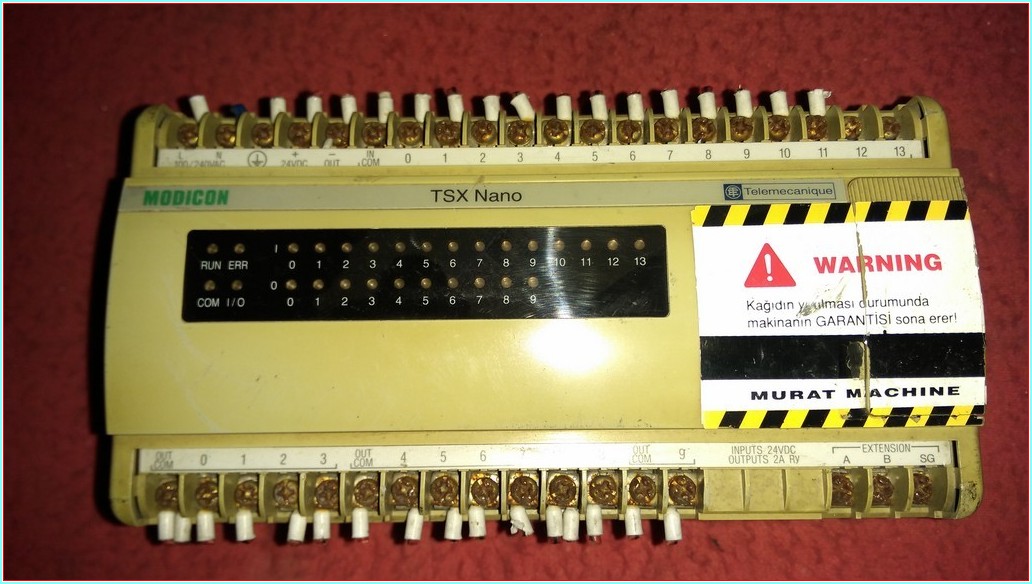 L N + − IN 0 1 2 3 4 5 6 7 8 9 10 11 12 13
100/240VAC 24VDC OUT COM
MODICON TSX Nano Telemecanique
I
RUN ERR 0 1 2 3 4 5 6 7 8 9 10 11 12 13
0
COM I/O 0 1 2 3 4 5 6 7 8 9
WARNING
Kağıdın durumunda
makinanın GARANTİSİ sona erer!
MURAT MACHINE
OUT COM 0 1 2 3 OUT COM 4 5 6 OUT COM 9
INPUTS 24VDC
OUTPUTS 2A Ry
EXTENSION
A B SG